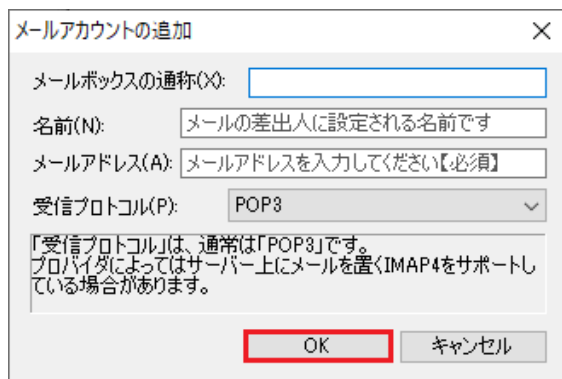 メールアカウントの追加
メールボックスの通称(X):
名前(N): メールの差出人に設定される名前です
メールアドレス(A): メールアドレスを入力してください【必須】
受信プロトコル(P): POP3
「受信プロトコル」は、通常は「POP3」です。
プロバイダによってはサーバー上にメールを置くIMAP4をサポートし
ている場合があります。
OK キャンセル